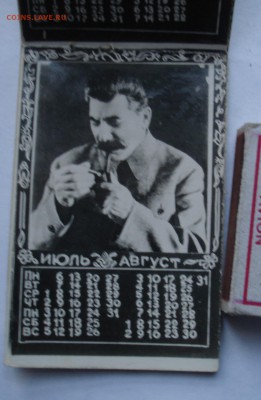 ИЮЛЬ АВГУСТ
ПН 6 13 20 27 3 10 17 24 31
ВТ 7 14 21 28 4 11 18 25
СР 1 8 15 22 29 5 12 19 26
ЧТ 2 9 16 23 30 6 13 20 27
ПТ 3 10 17 24 31 7 14 21 28
СБ 4 11 18 25 1 8 15 22 29
ВС 5 12 19 26 2 9 16 23 30